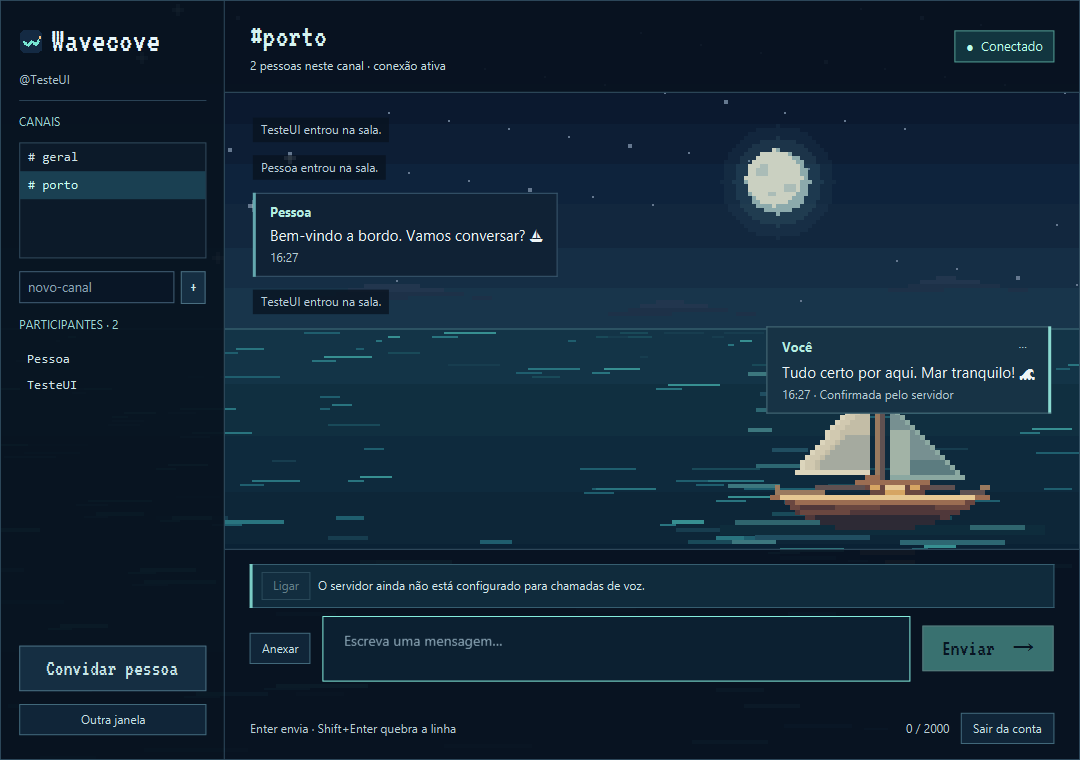 Wavecove
@TesteUI
CANAIS
# geral
# porto
novo-canal
+
PARTICIPANTES · 2
Pessoa
TesteUI
Convidar pessoa
Outra janela
#porto
2 pessoas neste canal · conexão ativa
● Conectado
TesteUI entrou na sala.
Pessoa entrou na sala.
Pessoa
Bem-vindo a bordo. Vamos conversar? ⛵
16:27
TesteUI entrou na sala.
Você ...
Tudo certo por aqui. Mar tranquilo! 🌊
16:27 · Confirmada pelo servidor
Ligar O servidor ainda não está configurado para chamadas de voz.
Anexar
Escreva uma mensagem...
Enviar →
Enter envia · Shift+Enter quebra a linha
0 / 2000
Sair da conta